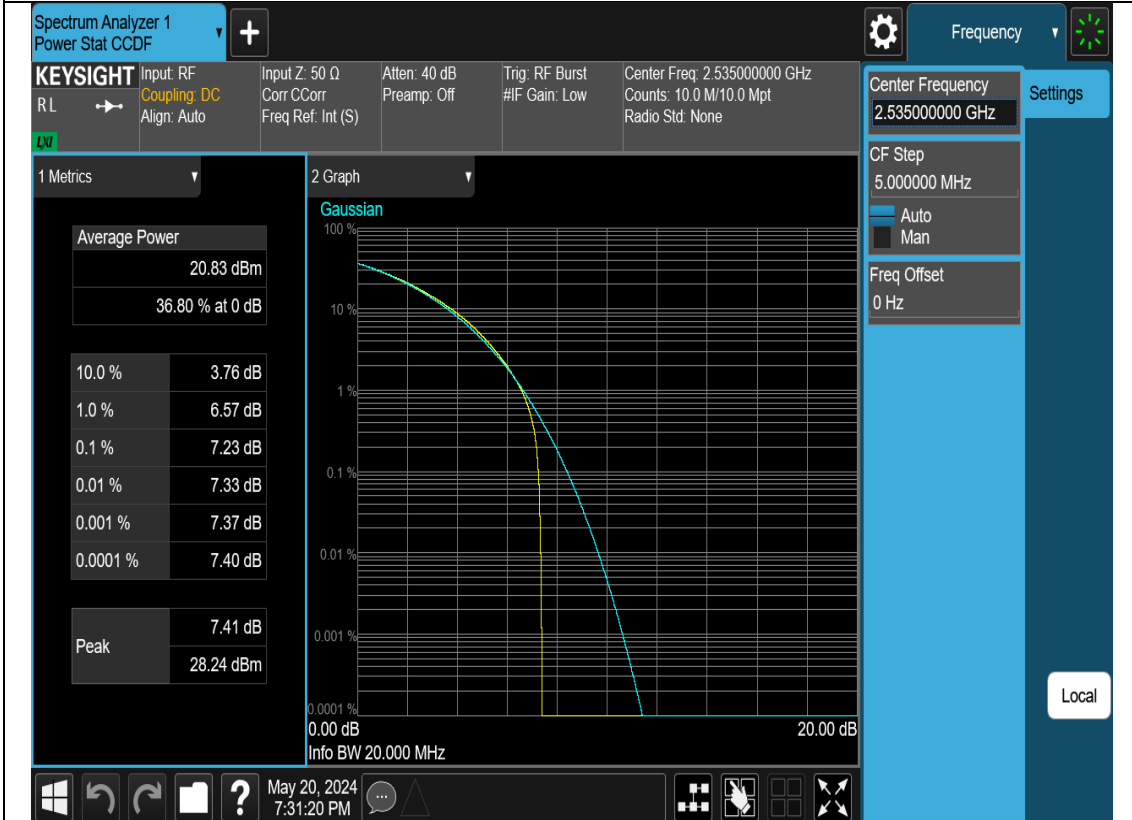 Spectrum Analyzer 1
Power Stat CCDF
+
Frequency
KEYSIGHT
RL
LXI
Input: RF
Coupling: DC
Align: Auto
Input Z: 50 Ω
Corr CCorr
Freq Ref: Int (S)
Atten: 40 dB
Preamp: Off
Trig: RF Burst
#IF Gain: Low
Center Freq: 2.535000000 GHz
Counts: 10.0 M/10.0 Mpt
Radio Std: None
Center Frequency
2.535000000 GHz
Settings
CF Step
5.000000 MHz
Auto
Man
Freq Offset
0 Hz
Local
1 Metrics
Average Power
20.83 dBm
36.80 % at 0 dB
10.0 % 3.76 dB
1.0 % 6.57 dB
0.1 % 7.23 dB
0.01 % 7.33 dB
0.001 % 7.37 dB
0.0001 % 7.40 dB
Peak 7.41 dB
28.24 dBm
2 Graph
Gaussian
100 %
10 %
1 %
0.1 %
0.01 %
0.001 %
0.0001 %
0.00 dB 20.00 dB
Info BW 20.000 MHz
?
May 20, 2024
7:31:20 PM